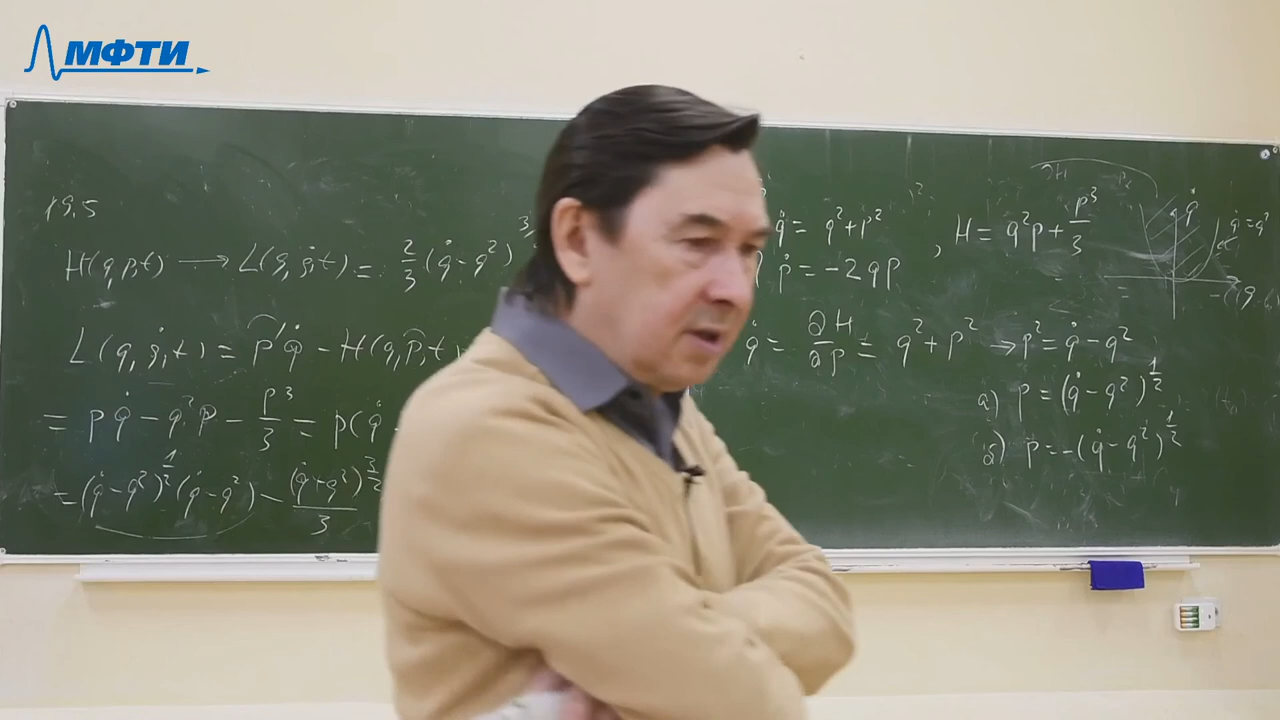 МФТИ
19.5
H(q,p,t) → L(q,q̇,t) = 2/3 (q̇-q²)
L(q,q̇,t) = p q̇ - H(q,p,t)
= p q̇ - q²p - p³/3 = p(q̇
= (q̇-q²)^{1/2} (q̇-q²) - (q̇+q²)^{3/2}/3
q̇ = q²+p² , H = q²p + p³/3
ṗ = -2qp
q̇ = ∂H/∂p = q²+p² → p² = q̇-q²
а) p = (q̇-q²)^{1/2}
б) p = -(q̇-q²)^{1/2}
q̇
q̇=q²